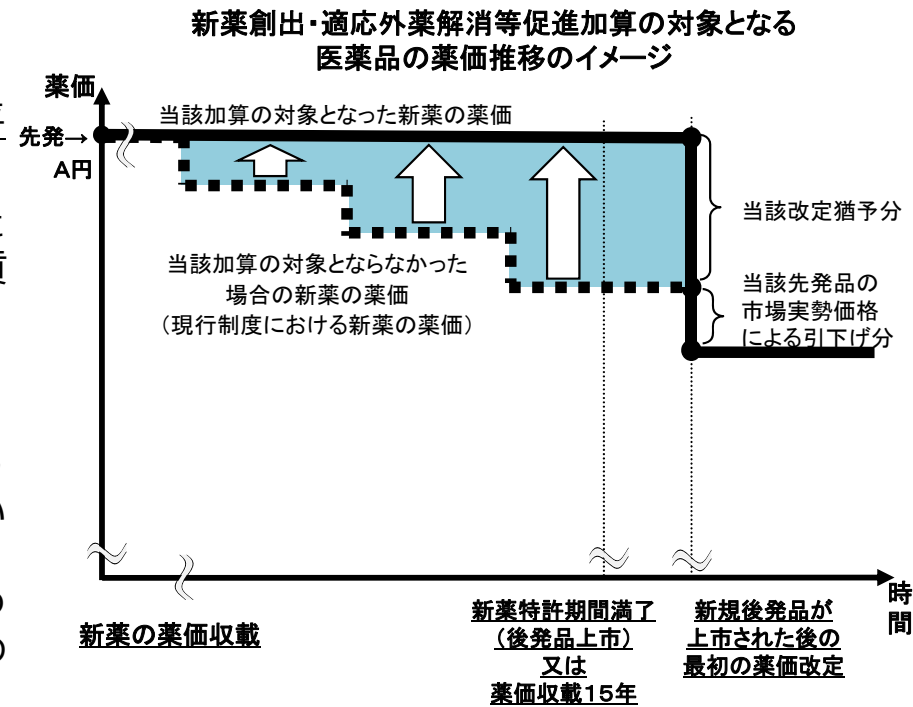 新薬創出・適応外薬解消等促進加算の対象となる
医薬品の薬価推移のイメージ
薬価
当該加算の対象となった新薬の薬価
先発→
A円
当該改定猶予分
当該加算の対象とならなかった
場合の新薬の薬価
（現行制度における新薬の薬価）
当該先発品の
市場実勢価格
による引下げ分
時
間
新薬の薬価収載
新薬特許期間満了
（後発品上市）
又は
薬価収載１５年
新規後発品が
上市された後の
最初の薬価改定